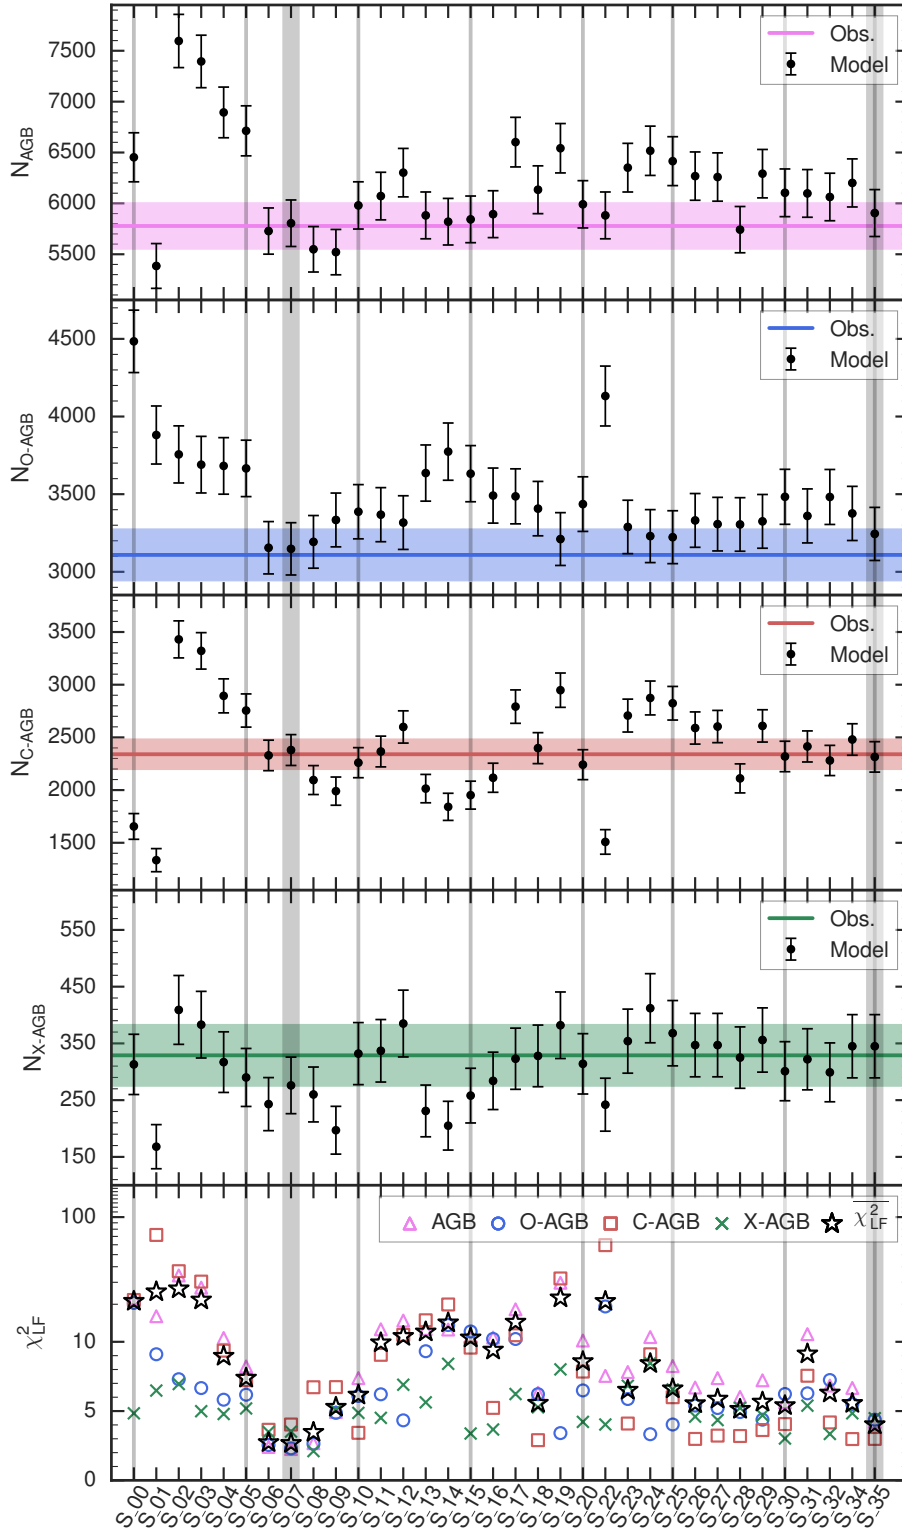 7500
7000
6500
6000
5500
N_AGB
Obs.
Model
4500
4000
3500
3000
N_O-AGB
Obs.
Model
3500
3000
2500
2000
1500
N_C-AGB
Obs.
Model
550
450
350
250
150
N_X-AGB
Obs.
Model
100
10
5
0
χ²_LF
AGB O-AGB C-AGB X-AGB χ²_LF
S_00 S_01 S_02 S_03 S_04 S_05 S_06 S_07 S_08 S_09 S_10 S_11 S_12 S_13 S_14 S_15 S_16 S_17 S_18 S_19 S_20 S_22 S_23 S_24 S_25 S_26 S_27 S_28 S_29 S_30 S_31 S_32 S_34 S_35